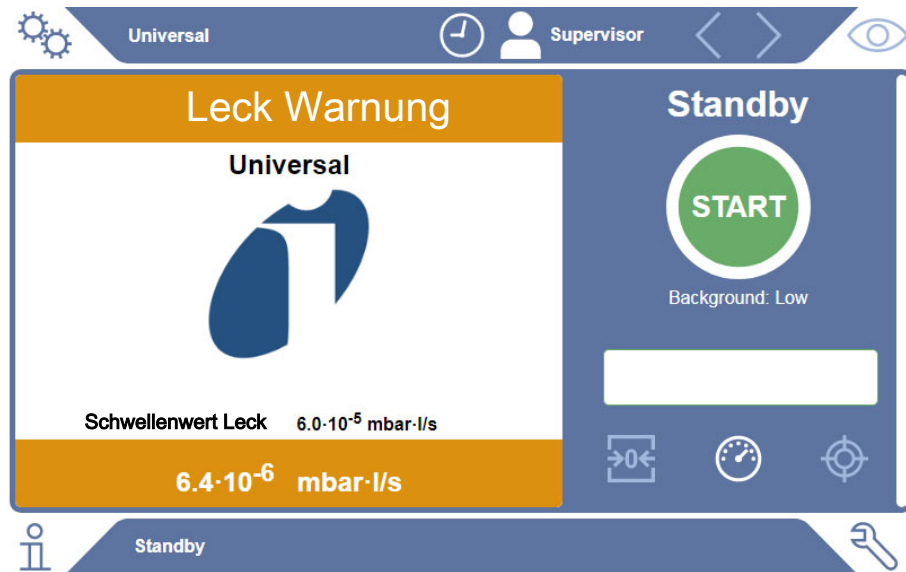 Universal
Supervisor
Leck Warnung
Universal
Schwellenwert Leck 6.0·10⁻⁵ mbar·l/s
6.4·10⁻⁶ mbar·l/s
Standby
START
Background: Low
→0←
Standby